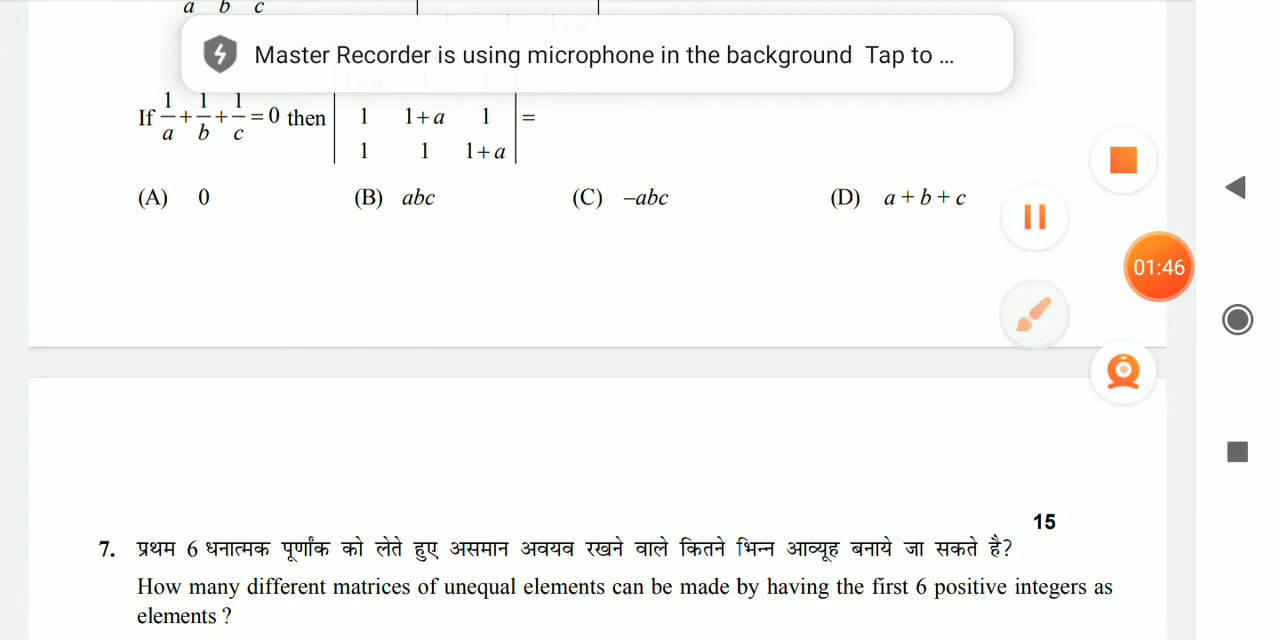 a b c
Master Recorder is using microphone in the background Tap to ...
If 1/a + 1/b + 1/c = 0 then | 1 1+a 1 | =
| 1 1 1+a |
(A) 0 (B) abc (C) –abc (D) a + b + c
01:46
15
7. प्रथम 6 धनात्मक पूर्णांक को लेते हुए असमान अवयव रखने वाले कितने भिन्न आव्यूह बनाये जा सकते है?
How many different matrices of unequal elements can be made by having the first 6 positive integers as
elements ?